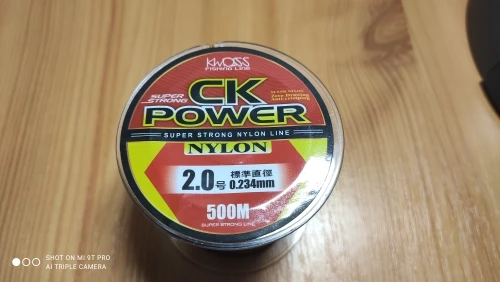 KWOSS
FISHING LINE
SUPER
STRONG
CK
POWER
SUPER STRONG NYLON LINE
NYLON
2.0号
標準直徑
0.234mm
500M
SUPER STRONG LINE
SHOT ON MI 9T PRO
AI TRIPLE CAMERA